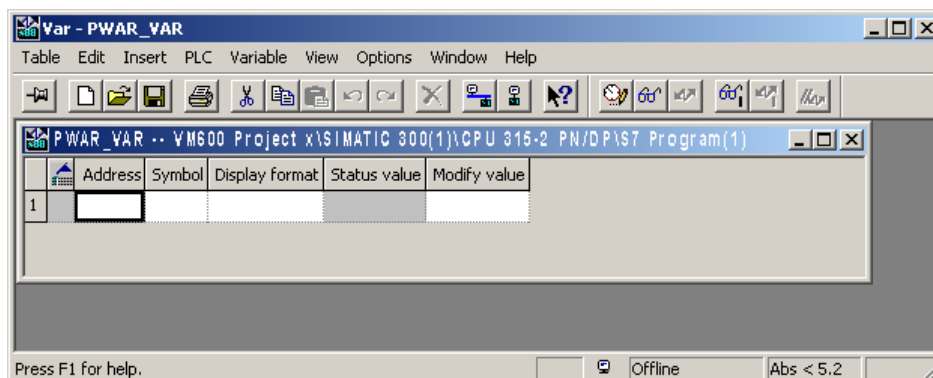 Var - PWAR_VAR
Table Edit Insert PLC Variable View Options Window Help
PWAR_VAR -- VM600 Project x\SIMATIC 300(1)\CPU 315-2 PN/DP\S7 Program(1)
Address Symbol Display format Status value Modify value
1
Press F1 for help. Offline Abs < 5.2